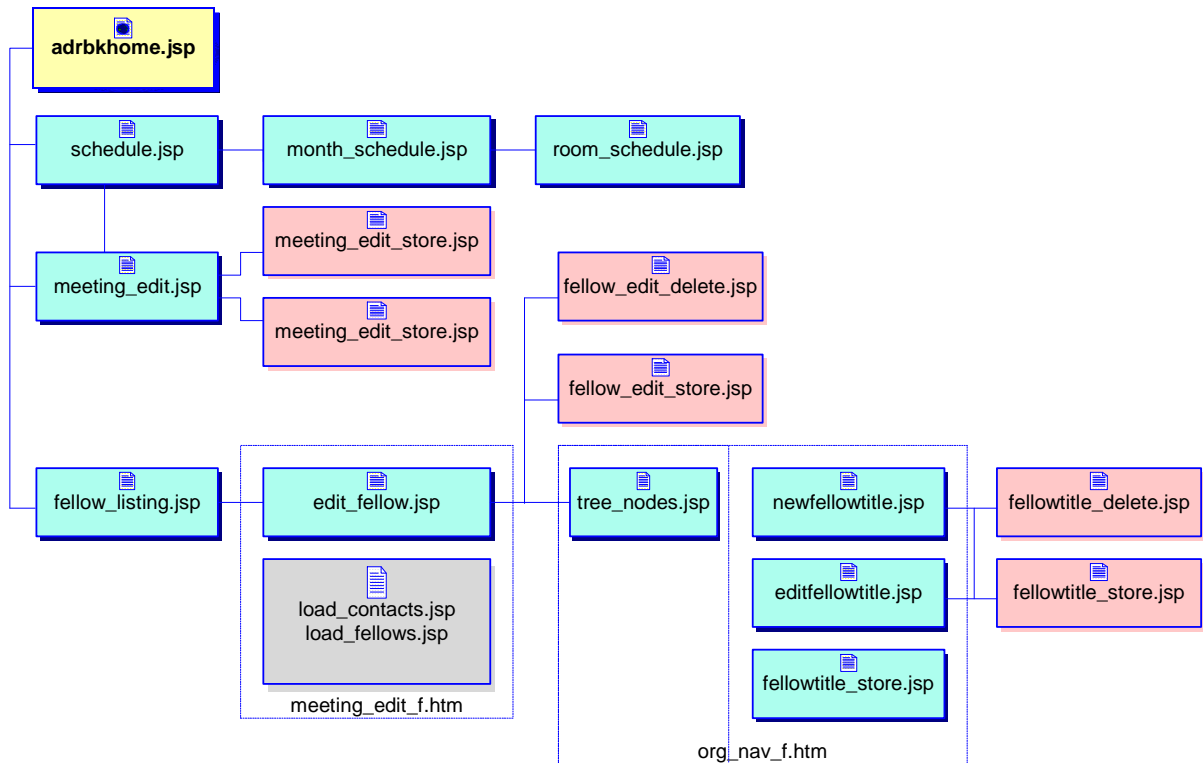 adrbkhome.jsp
schedule.jsp
month_schedule.jsp
room_schedule.jsp
meeting_edit_store.jsp
meeting_edit.jsp
fellow_edit_delete.jsp
meeting_edit_store.jsp
fellow_edit_store.jsp
fellow_listing.jsp
edit_fellow.jsp
tree_nodes.jsp
newfellowtitle.jsp
fellowtitle_delete.jsp
load_contacts.jsp
load_fellows.jsp
editfellowtitle.jsp
fellowtitle_store.jsp
fellowtitle_store.jsp
meeting_edit_f.htm
org_nav_f.htm